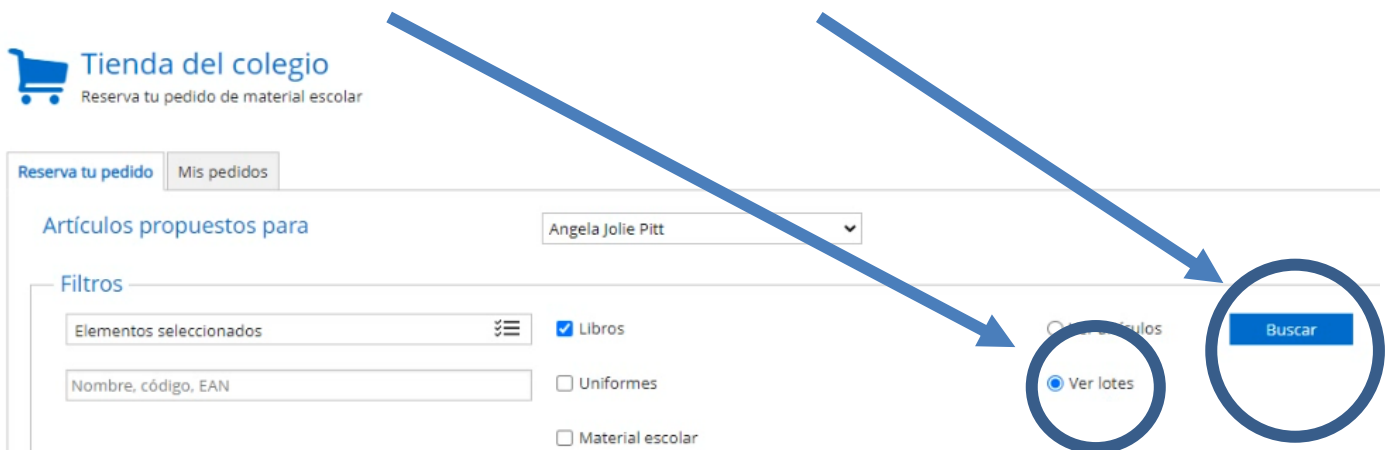 Tienda del colegio
Reserva tu pedido de material escolar
Reserva tu pedido Mis pedidos
Artículos propuestos para Angela Jolie Pitt
Filtros
Elementos seleccionados Libros Buscar
Nombre, código, EAN Uniformes Ver lotes
Material escolar